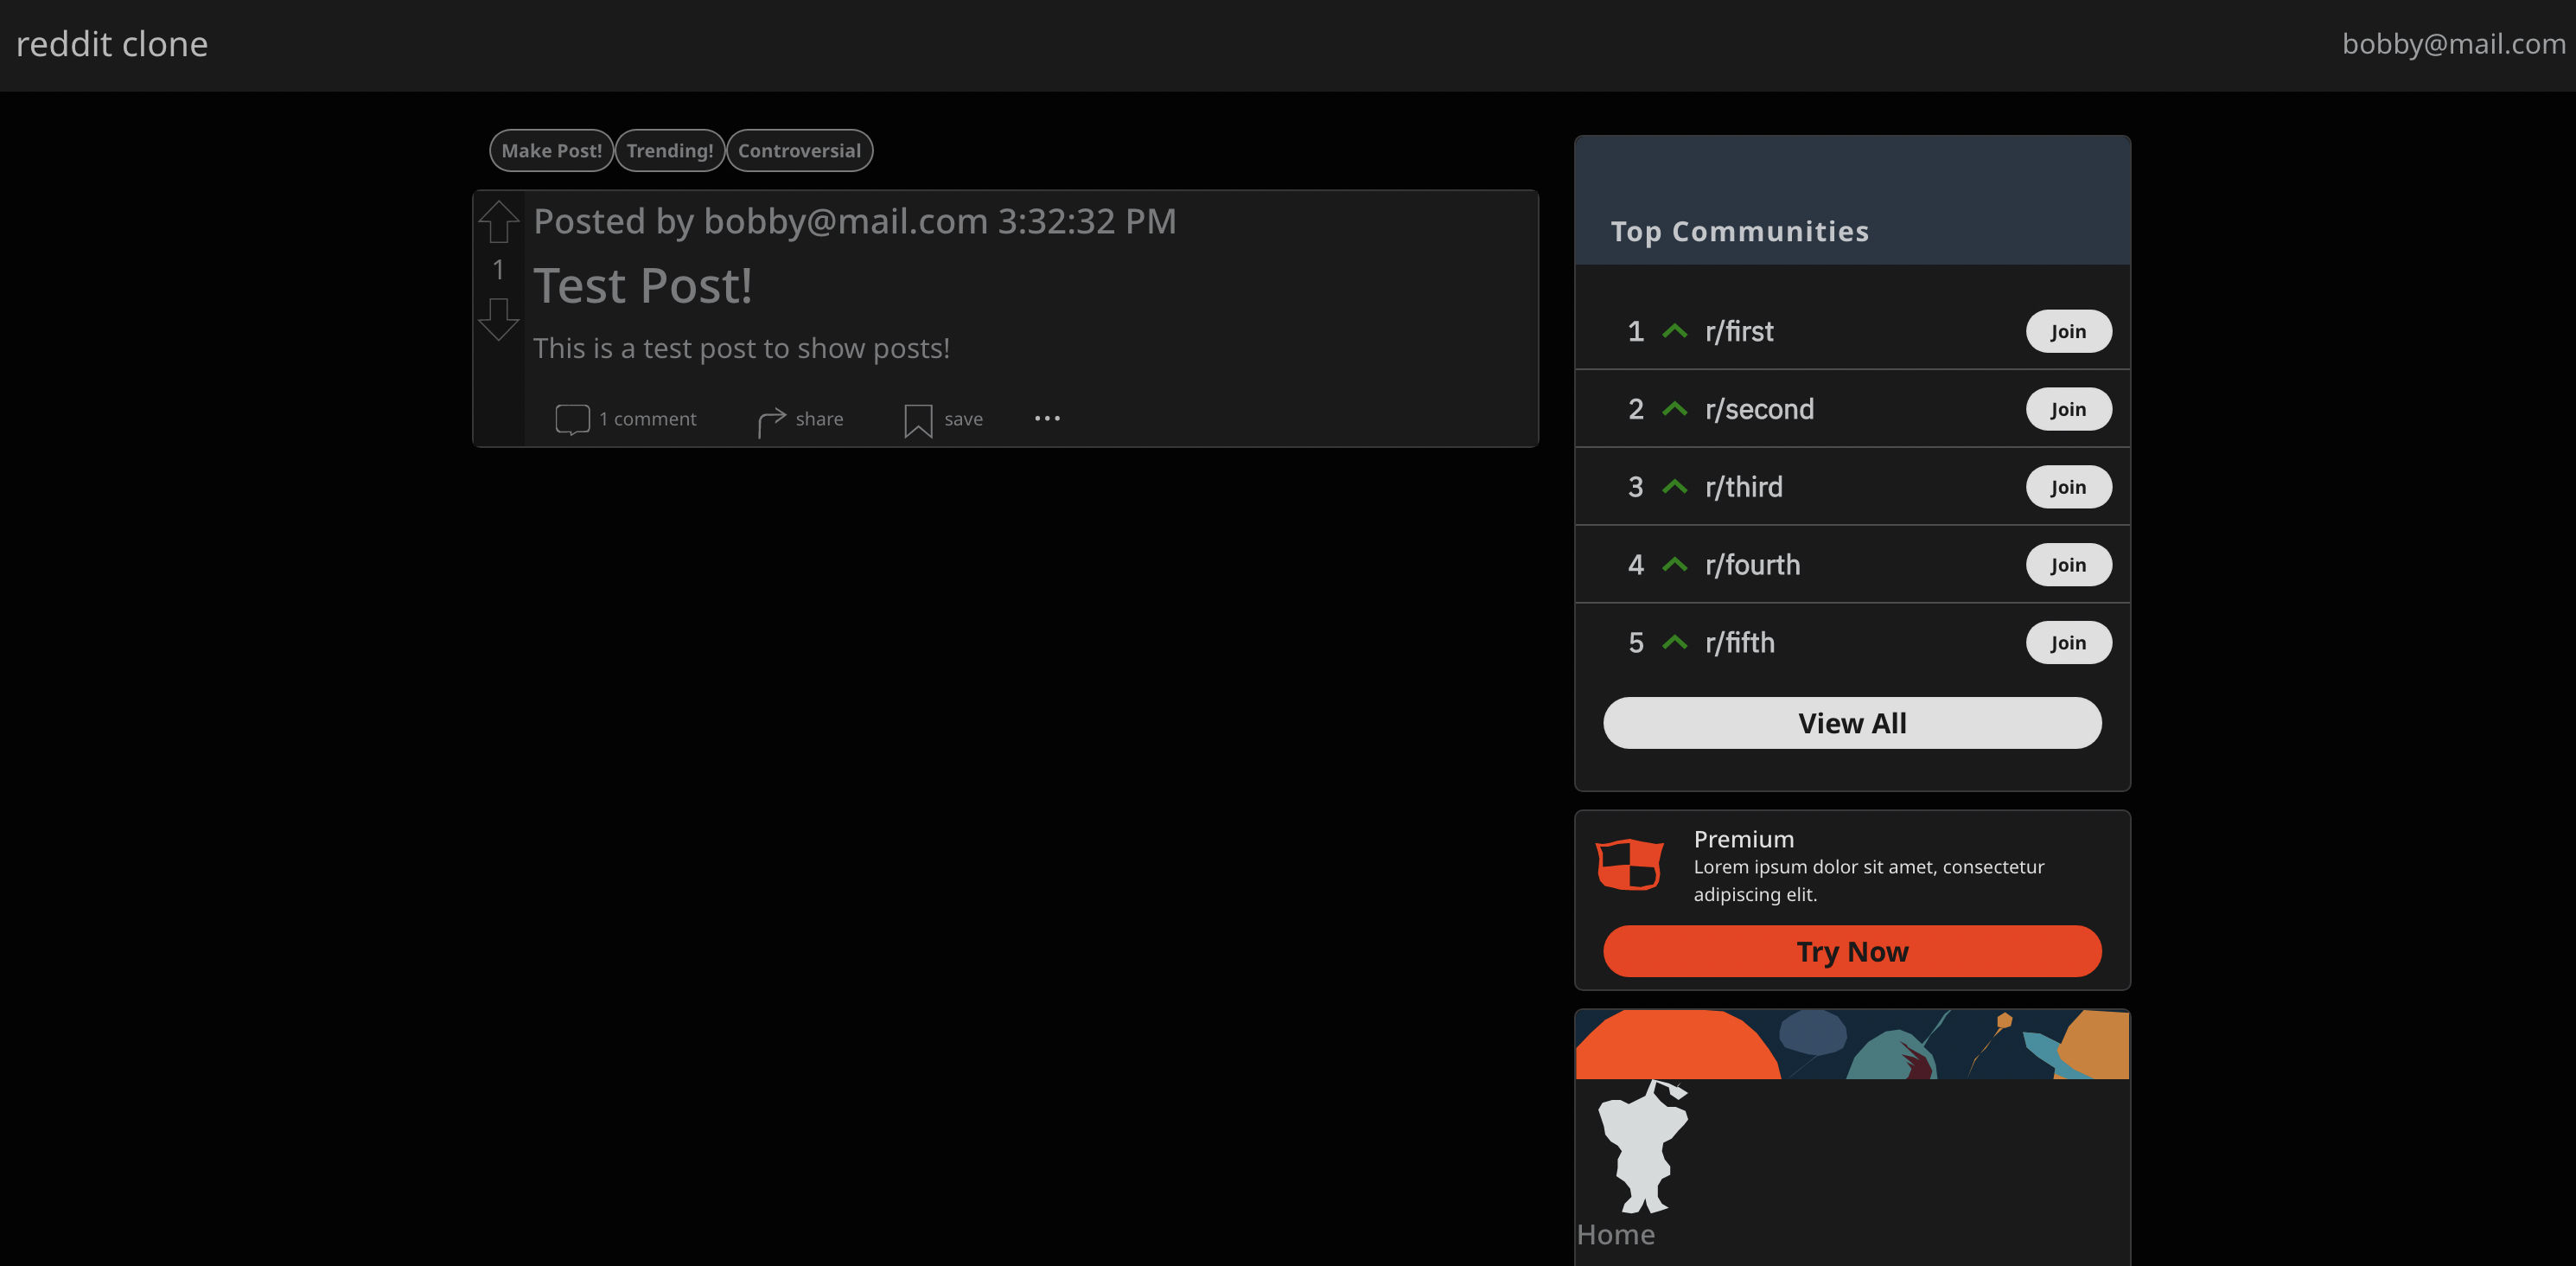 reddit clone
bobby@mail.com
Make Post!
Trending!
Controversial
Posted by bobby@mail.com 3:32:32 PM
1
Test Post!
This is a test post to show posts!
1 comment
share
save
Top Communities
1 r/first Join
2 r/second Join
3 r/third Join
4 r/fourth Join
5 r/fifth Join
View All
Premium
Lorem ipsum dolor sit amet, consectetur
adipiscing elit.
Try Now
Home